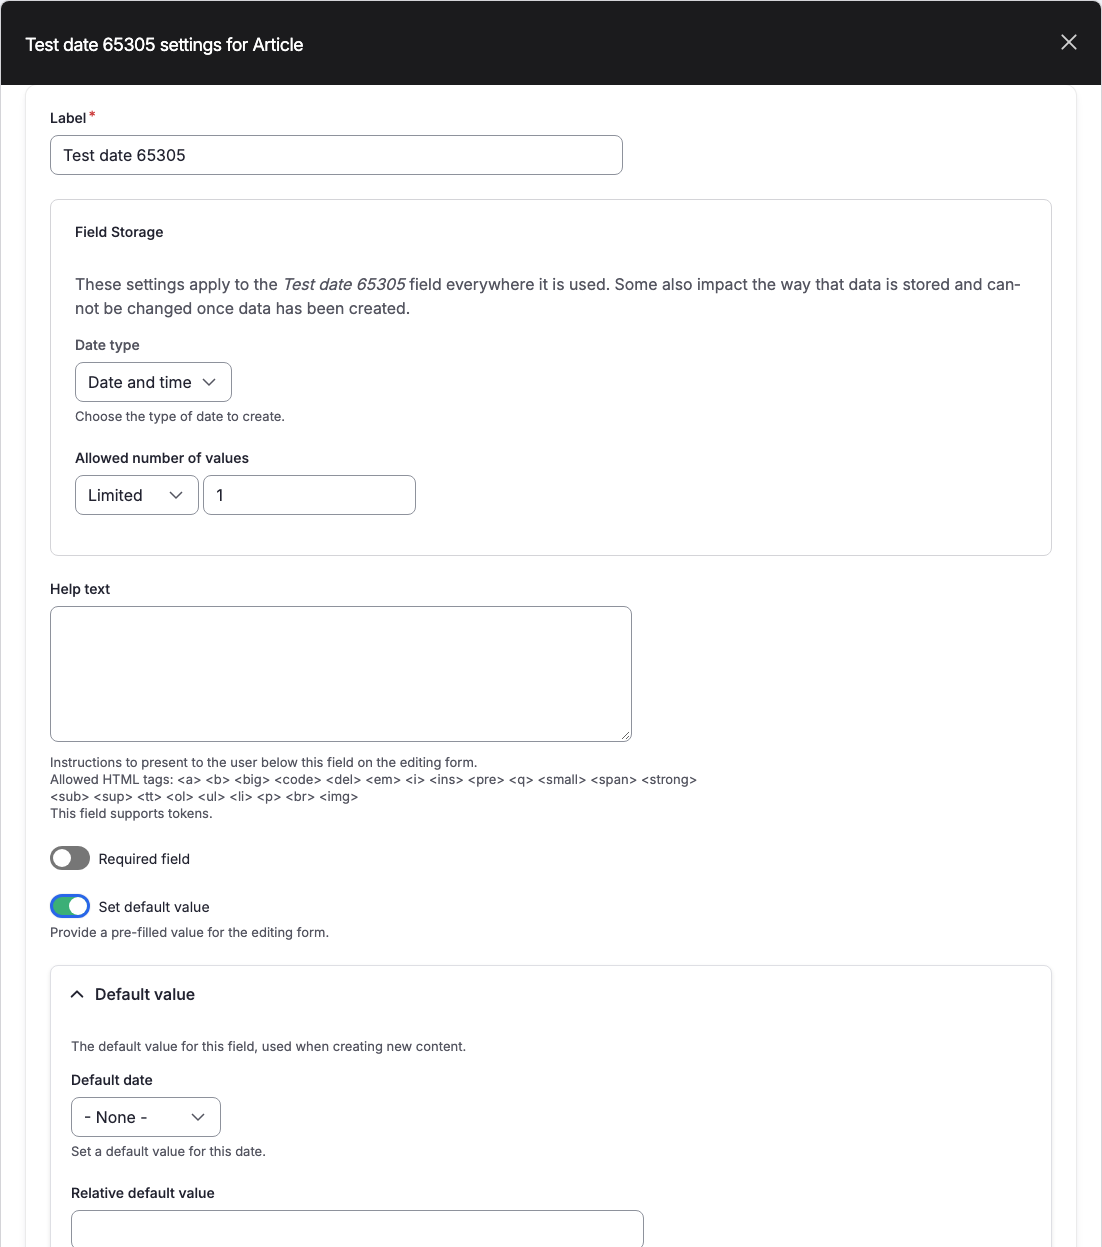 Test date 65305 settings for Article
Label*
Test date 65305
Field Storage
These settings apply to the Test date 65305 field everywhere it is used. Some also impact the way that data is stored and can-
not be changed once data has been created.
Date type
Date and time
Choose the type of date to create.
Allowed number of values
Limited 1
Help text
Instructions to present to the user below this field on the editing form.
Allowed HTML tags: <a> <b> <big> <code> <del> <em> <i> <ins> <pre> <q> <small> <span> <strong>
<sub> <sup> <tt> <ol> <ul> <li> <p> <br> <img>
This field supports tokens.
Required field
Set default value
Provide a pre-filled value for the editing form.
Default value
The default value for this field, used when creating new content.
Default date
- None -
Set a default value for this date.
Relative default value